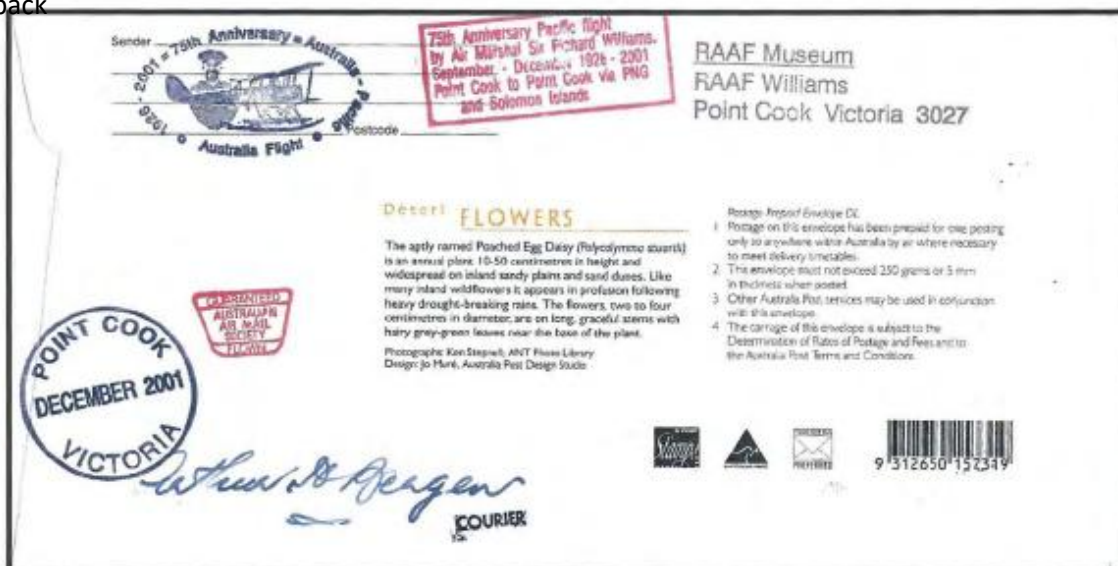 back
Sender
1926 - 2001 = 75th Anniversary = Australia - Pacific
Australia Flight
Postcode
75th Anniversary Pacific flight
by Air Marshal Sir Richard Williams.
September - December 1926 - 2001
Point Cook to Point Cook via PNG
and Solomon Islands
RAAF Museum
RAAF Williams
Point Cook Victoria 3027
Desert FLOWERS
The aptly named Poached Egg Daisy (Polycalymma stuartii)
is an annual plant 10-50 centimetres in height and
widespread on inland sandy plains and sand dunes. Like
many inland wildflowers it appears in profusion following
heavy drought-breaking rains. The flowers, two to four
centimetres in diameter, are on long, graceful stems with
hairy grey-green leaves near the base of the plant.
Photographs: Ken Stepnell, ANT Photo Library
Design: Jo Muré, Australia Post Design Studio
Postage Prepaid Envelope DL
1 Postage on this envelope has been prepaid for one posting
only to anywhere within Australia by air where necessary
to meet delivery timetables.
2 This envelope must not exceed 250 grams or 5 mm
in thickness when posted.
3 Other Australia Post services may be used in conjunction
with this envelope.
4 The carriage of this envelope is subject to the
Determination of Rates of Postage and Fees and to
the Australia Post Terms and Conditions.
GUARANTEED
AUSTRALIAN
AIR MAIL
SOCIETY
FLOWN
POINT COOK
DECEMBER 2001
VICTORIA
COURIER
Stamps
PREFERRED
9 312650 152319